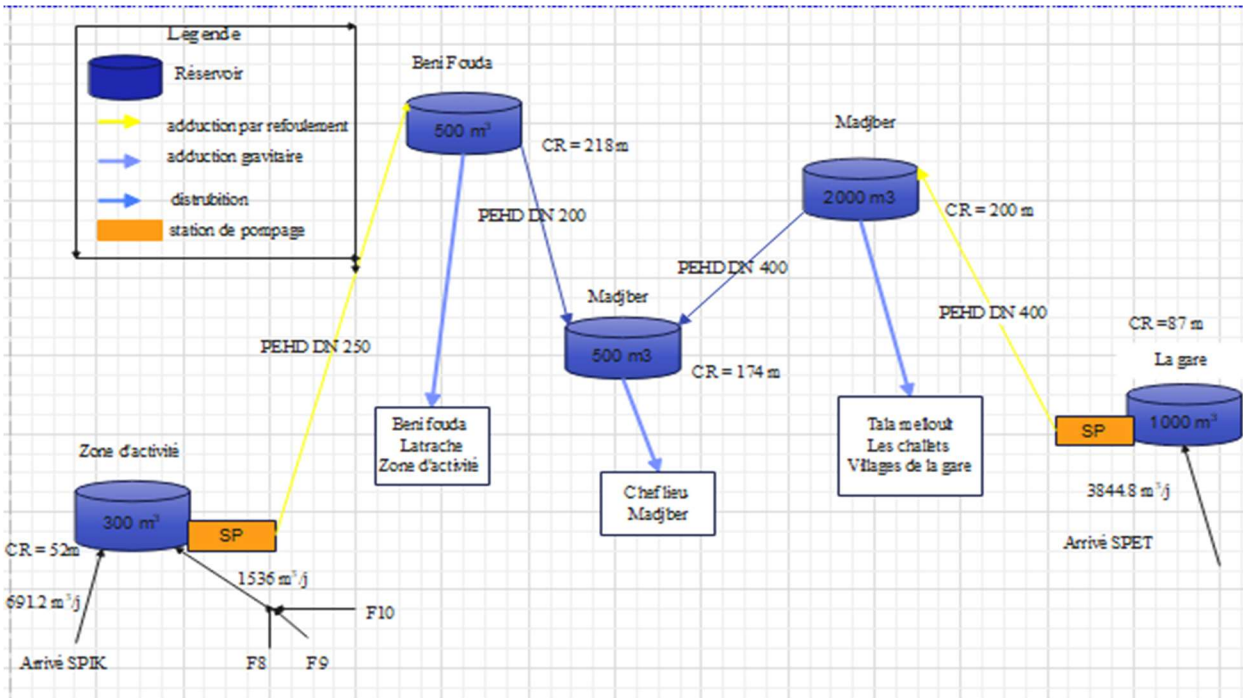 Légende
Réservoir
adduction par refoulement
adduction gravitaire
distrubition
station de pompage
Beni Fouda
500 m³
CR = 218 m
PEHD DN 200
Madjber
2000 m3
CR = 200 m
PEHD DN 400
Madjber
500 m3
CR = 174 m
PEHD DN 250
PEHD DN 400
CR =87 m
La gare
1000 m³
SP
3844.8 m³/j
Arrivé SPET
Beni fouda
Latrache
Zone d'activité
Chef lieu
Madjber
Tala melloult
Les challets
Villages de la gare
Zone d'activité
300 m³
SP
CR = 52m
1536 m³/j
691.2 m³/j
F10
Arrivé SPIK
F8
F9